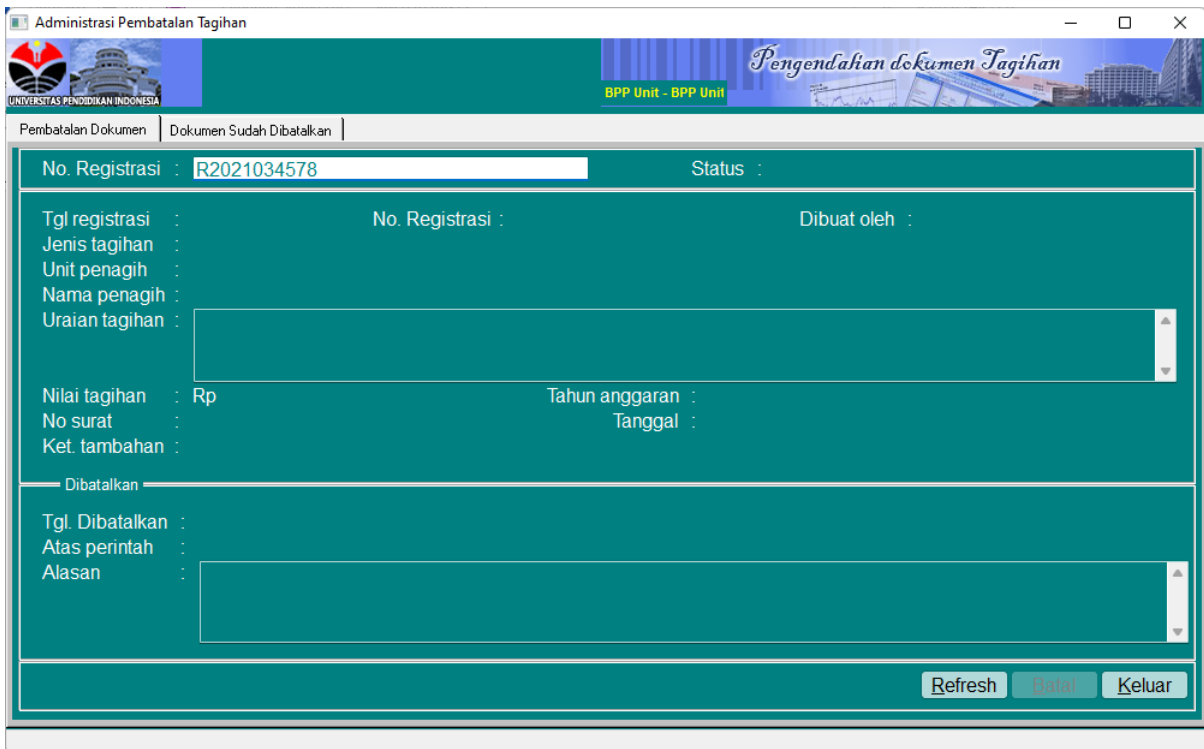 Administrasi Pembatalan Tagihan
UNIVERSITAS PENDIDIKAN INDONESIA
Pengendalian dokumen Tagihan
BPP Unit - BPP Unit
Pembatalan Dokumen Dokumen Sudah Dibatalkan
No. Registrasi : R2021034578 Status :
Tgl registrasi : No. Registrasi : Dibuat oleh :
Jenis tagihan :
Unit penagih :
Nama penagih :
Uraian tagihan :
Nilai tagihan : Rp Tahun anggaran :
No surat : Tanggal :
Ket. tambahan :
Dibatalkan
Tgl. Dibatalkan :
Atas perintah :
Alasan :
Refresh Batal Keluar